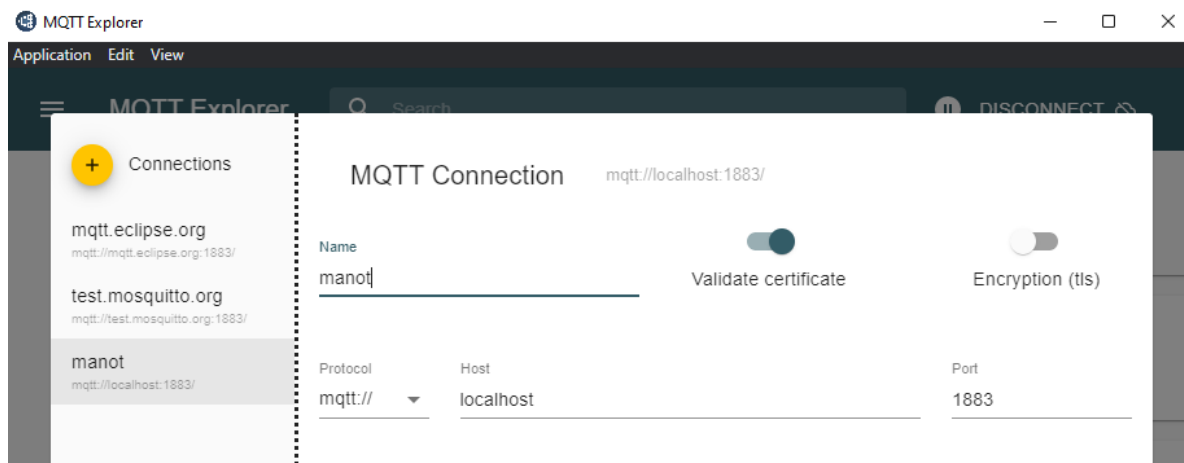 MQTT Explorer
Application Edit View
MQTT Explorer
Search
DISCONNECT
+ Connections
mqtt.eclipse.org
mqtt://mqtt.eclipse.org:1883/
test.mosquitto.org
mqtt://test.mosquitto.org:1883/
manot
mqtt://localhost:1883/
MQTT Connection mqtt://localhost:1883/
Name
manot
Validate certificate
Encryption (tls)
Protocol Host Port
mqtt:// localhost 1883